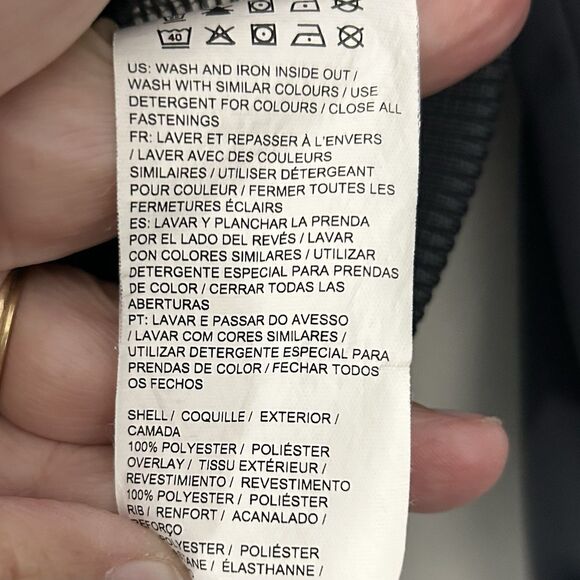 40
US: WASH AND IRON INSIDE OUT /
WASH WITH SIMILAR COLOURS / USE
DETERGENT FOR COLOURS / CLOSE ALL
FASTENINGS
FR: LAVER ET REPASSER À L'ENVERS
/ LAVER AVEC DES COULEURS
SIMILAIRES / UTILISER DÉTERGEANT
POUR COULEUR / FERMER TOUTES LES
FERMETURES ÉCLAIRS
ES: LAVAR Y PLANCHAR LA PRENDA
POR EL LADO DEL REVÉS / LAVAR
CON COLORES SIMILARES / UTILIZAR
DETERGENTE ESPECIAL PARA PRENDAS
DE COLOR / CERRAR TODAS LAS
ABERTURAS
PT: LAVAR E PASSAR DO AVESSO
/ LAVAR COM CORES SIMILARES /
UTILIZAR DETERGENTE ESPECIAL PARA
PRENDAS DE COLOR / FECHAR TODOS
OS FECHOS
SHELL / COQUILLE / EXTERIOR /
CAMADA
100% POLYESTER / POLIÉSTER
OVERLAY / TISSU EXTÉRIEUR /
REVESTIMIENTO / REVESTIMENTO
100% POLYESTER / POLIÉSTER
RIB / RENFORT / ACANALADO /
REFORÇO
POLYESTER / POLIÉSTER
/ ÉLASTHANNE /